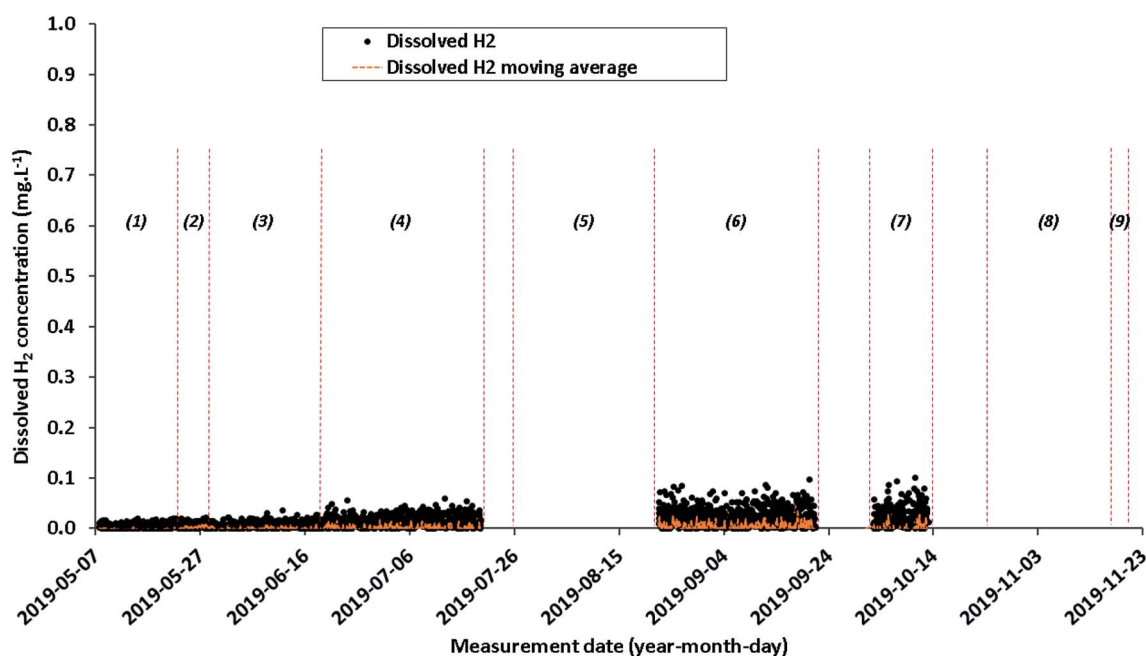 1.0
0.9
0.8
0.7
0.6
0.5
0.4
0.3
0.2
0.1
0.0
Dissolved H₂ concentration (mg.L⁻¹)
Dissolved H2
Dissolved H2 moving average
(1) (2) (3) (4) (5) (6) (7) (8) (9)
2019-05-07 2019-05-27 2019-06-16 2019-07-06 2019-07-26 2019-08-15 2019-09-04 2019-09-24 2019-10-14 2019-11-03 2019-11-23
Measurement date (year-month-day)